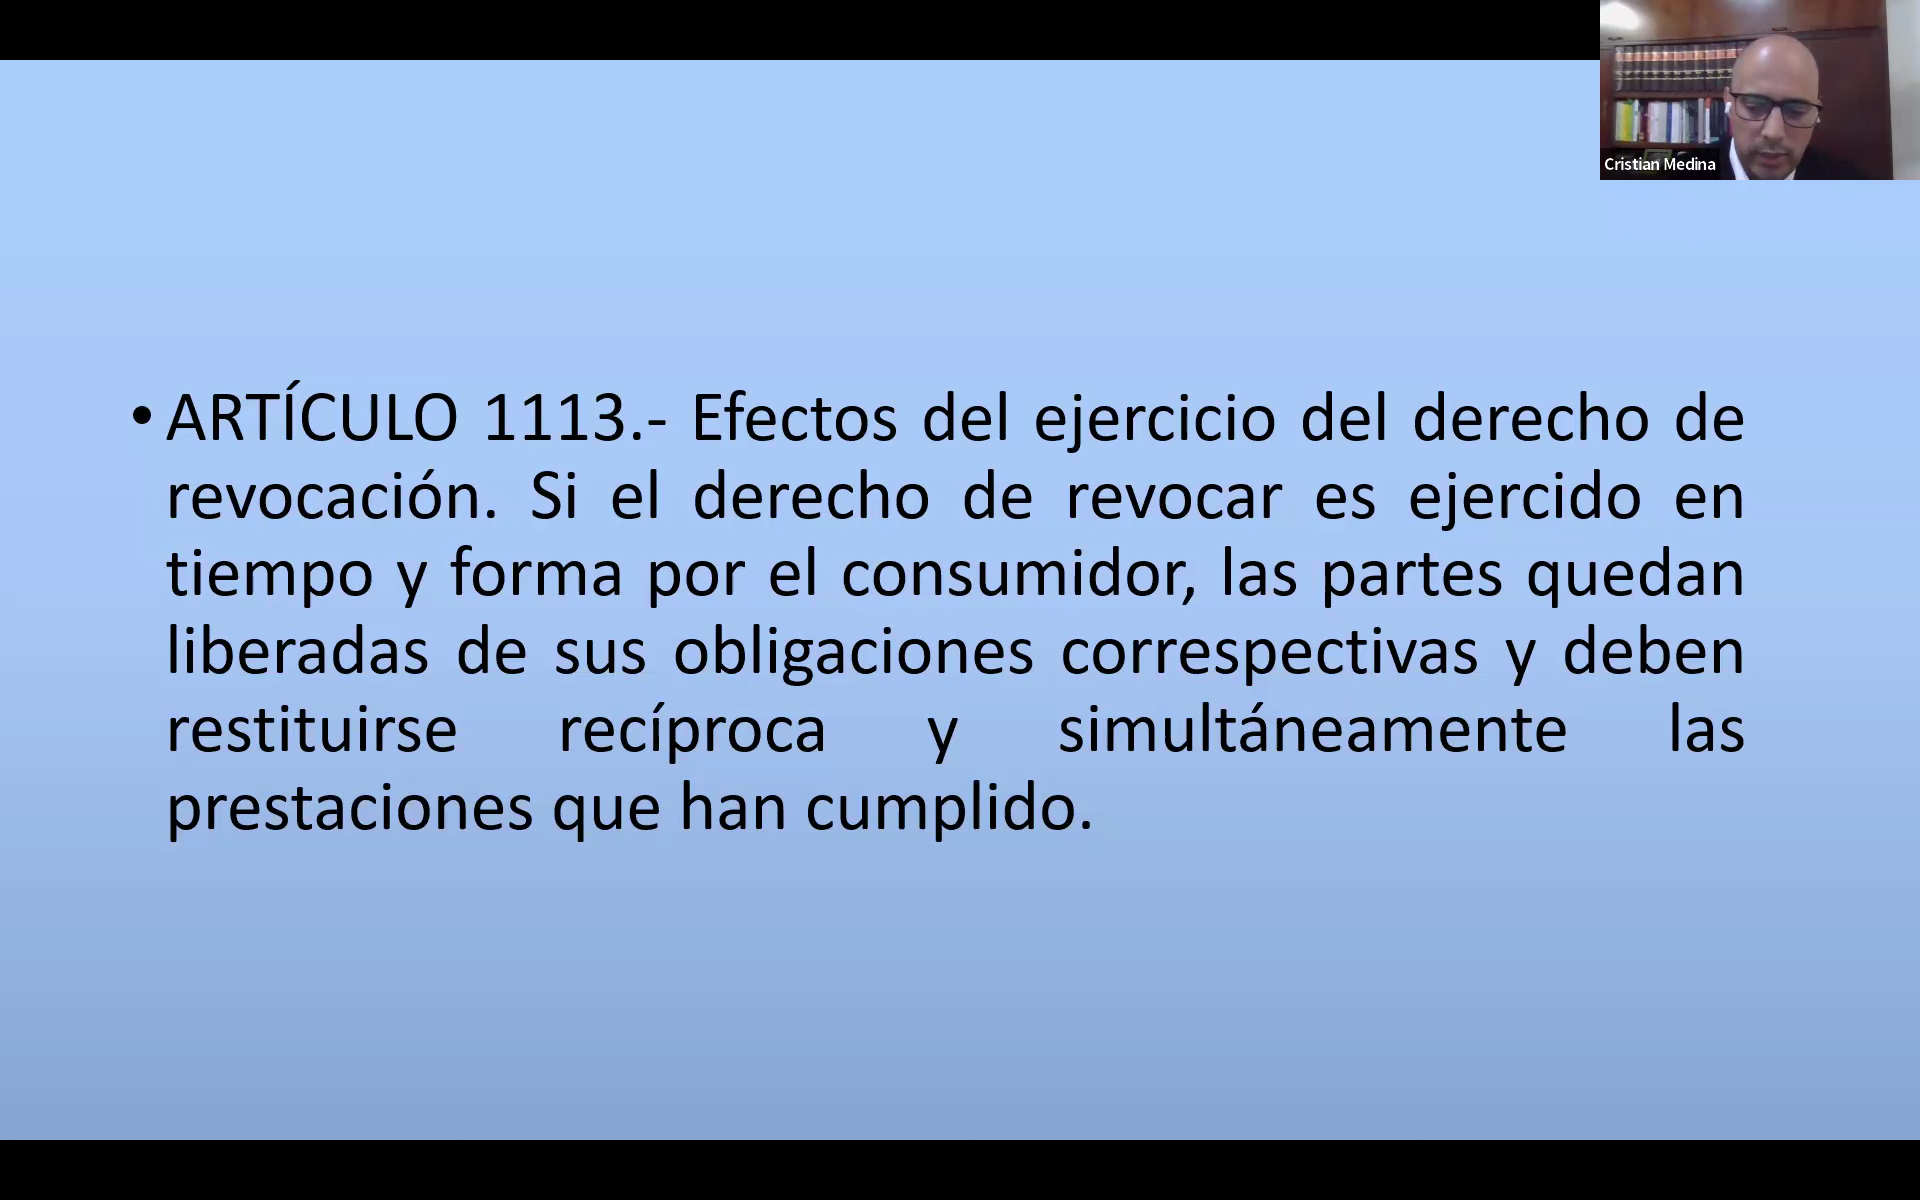 Cristian Medina
• ARTÍCULO 1113.- Efectos del ejercicio del derecho de
revocación. Si el derecho de revocar es ejercido en
tiempo y forma por el consumidor, las partes quedan
liberadas de sus obligaciones correspectivas y deben
restituirse recíproca y simultáneamente las
prestaciones que han cumplido.